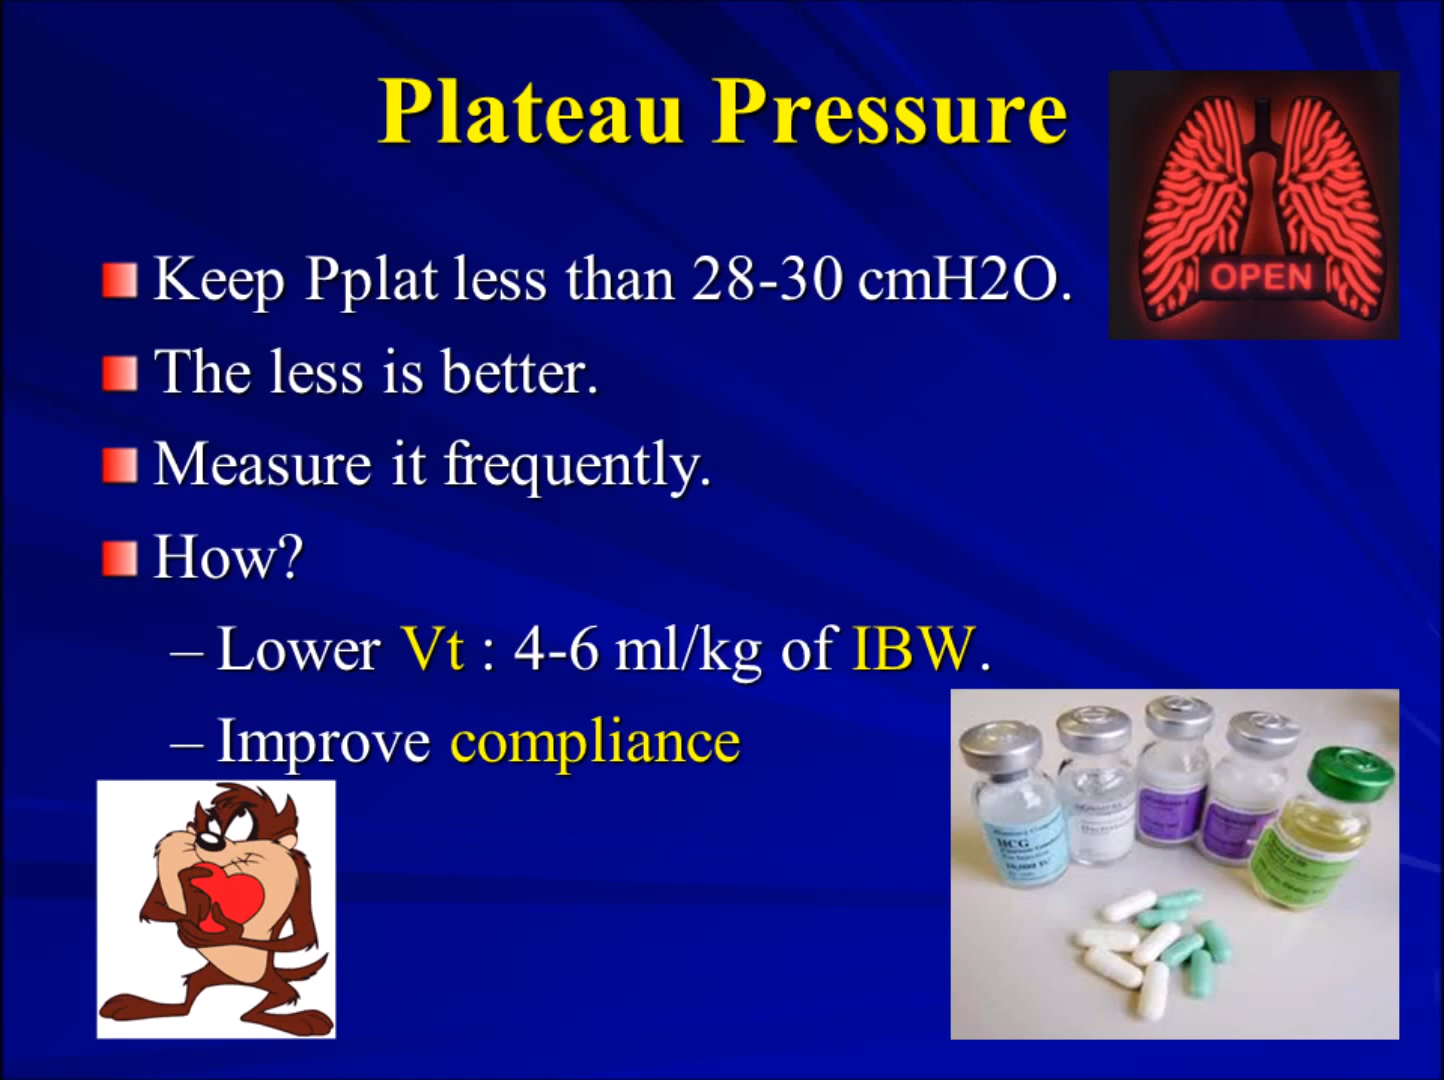 Plateau Pressure
OPEN
Keep Pplat less than 28-30 cmH2O.
The less is better.
Measure it frequently.
How?
– Lower Vt : 4-6 ml/kg of IBW.
– Improve compliance
HCG